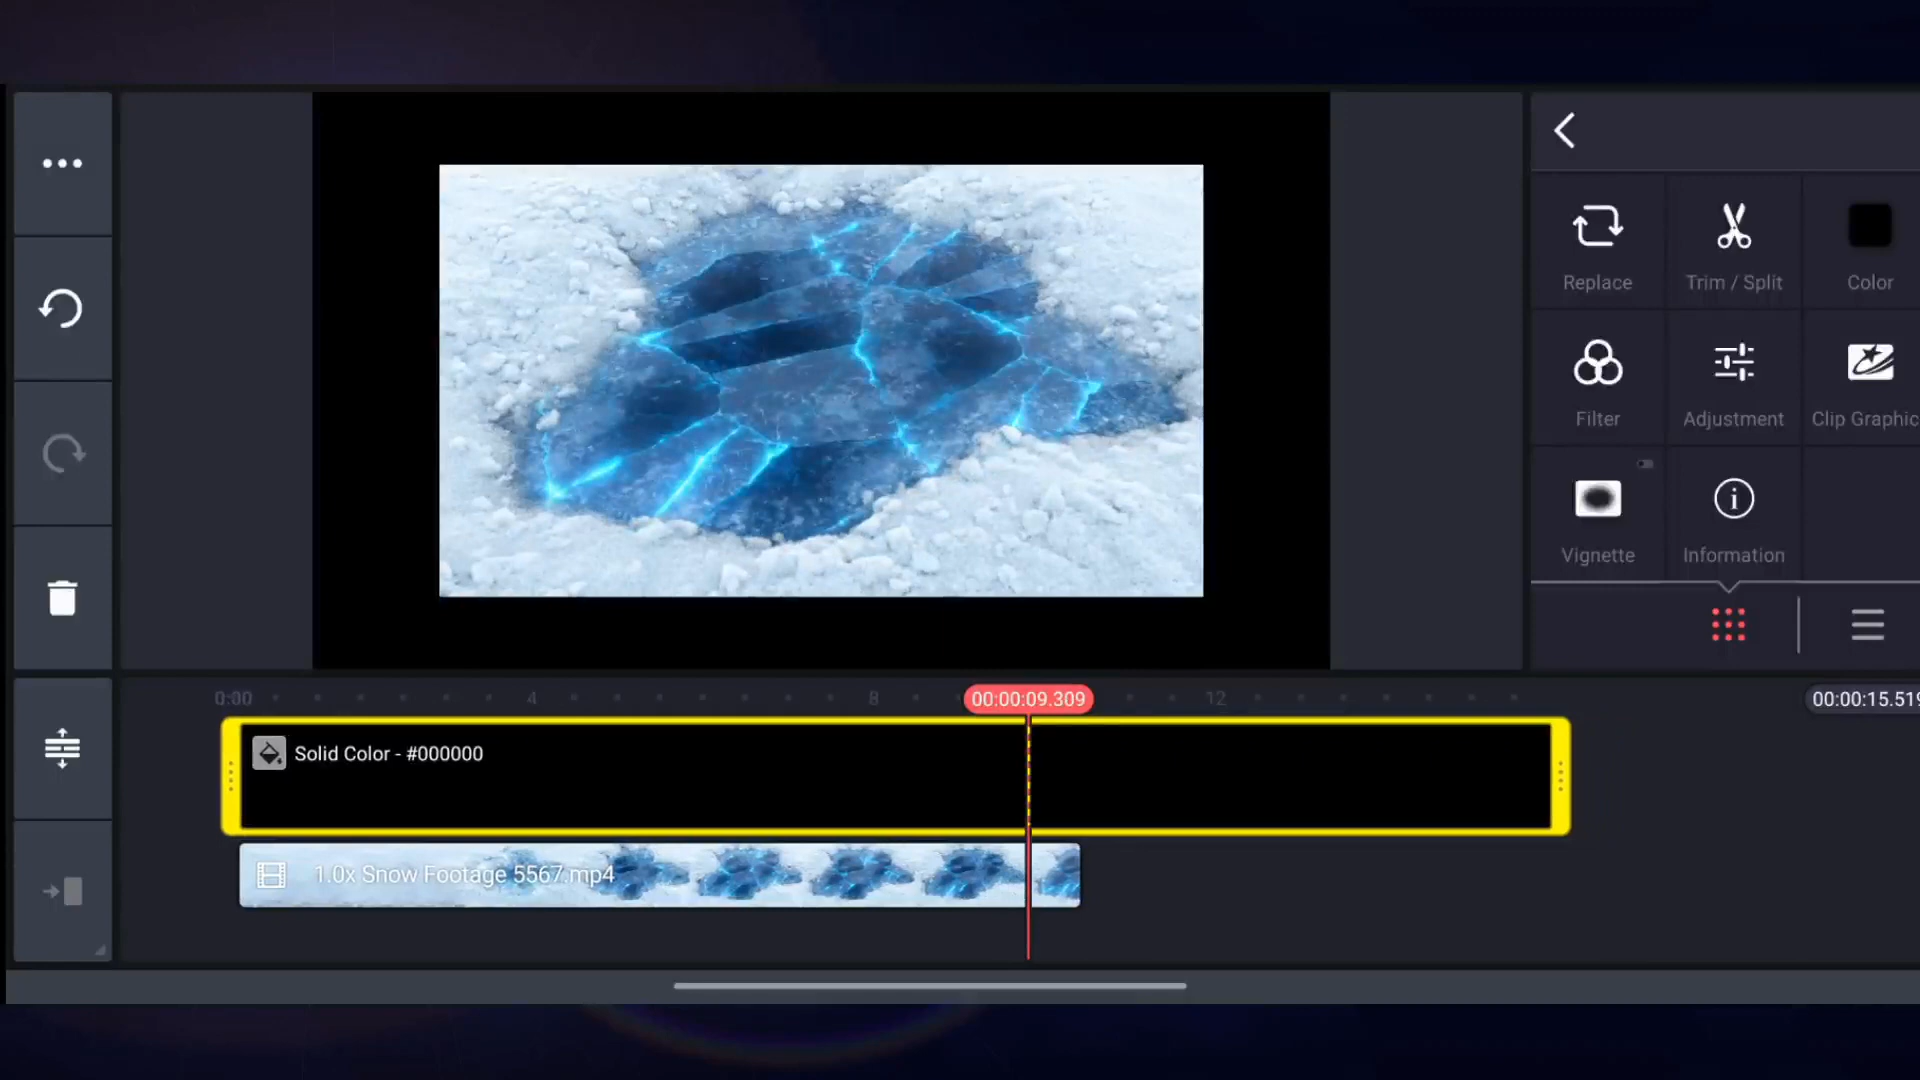 Replace
Trim / Split
Color
Filter
Adjustment
Clip Graphic
Vignette
Information
0:00
4
8
00:00:09.309
12
00:00:15.519
Solid Color - #000000
1.0x Snow Footage 5567.mp4